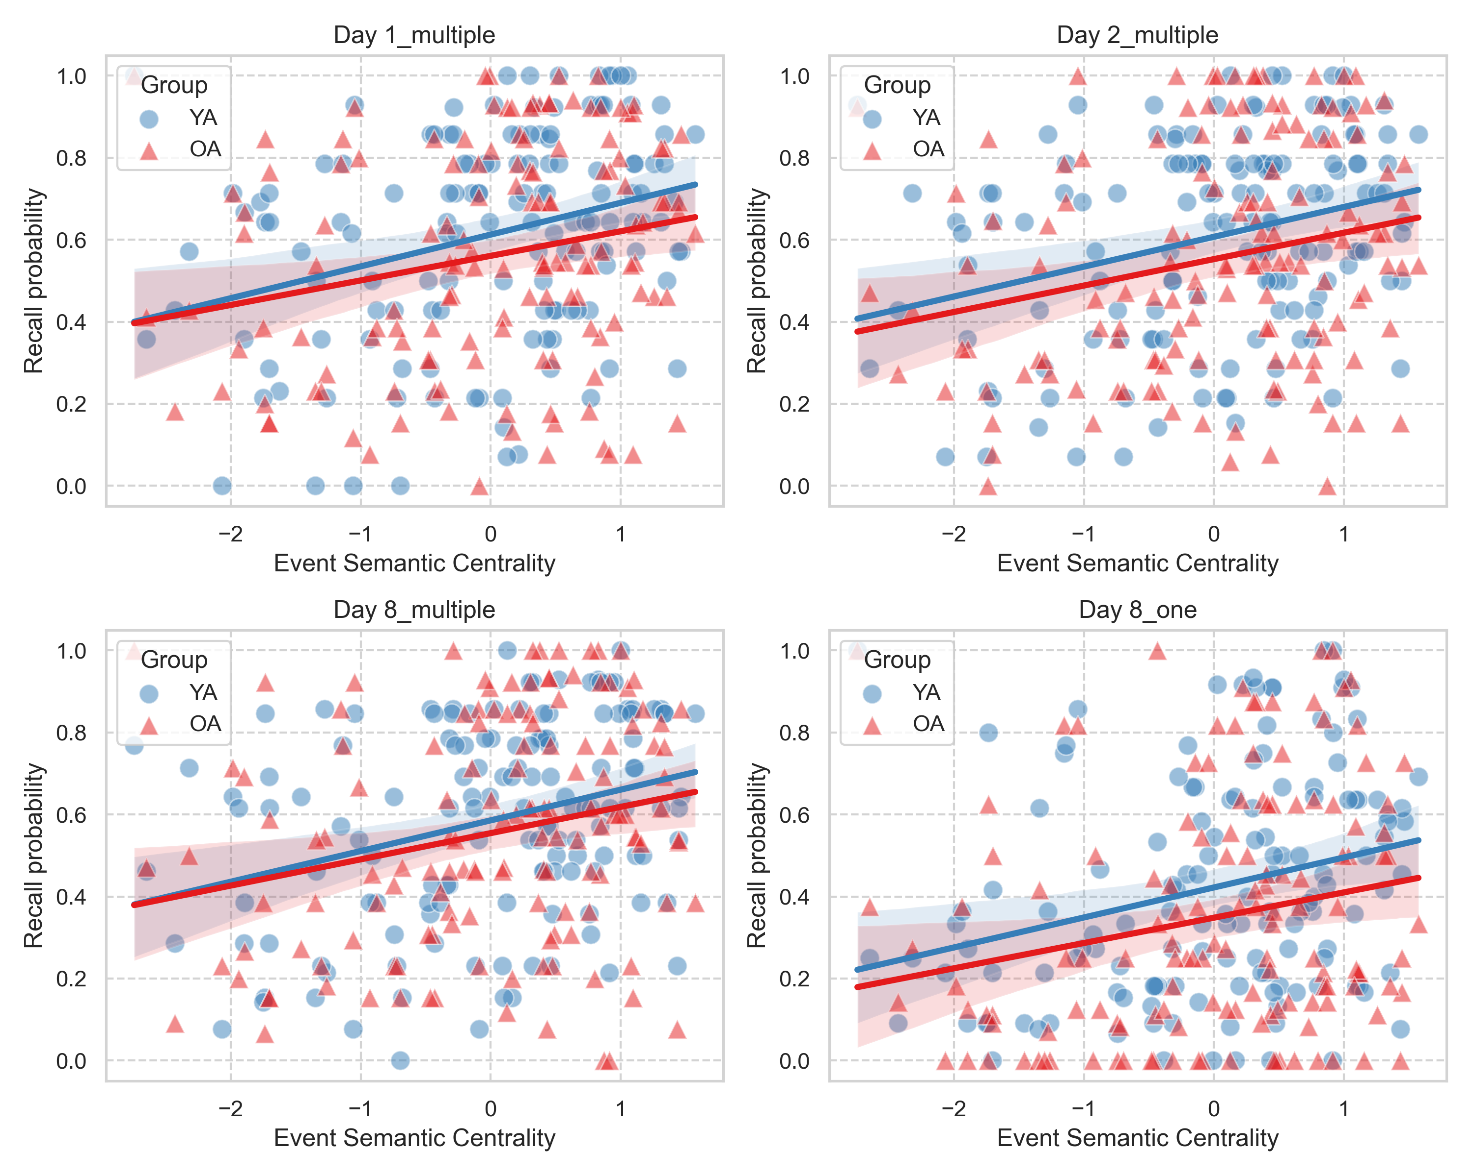 Day 1_multiple
Group
YA
OA
1.0
0.8
0.6
0.4
0.2
0.0
Recall probability
−2
−1
0
1
Event Semantic Centrality
Day 2_multiple
Group
YA
OA
1.0
0.8
0.6
0.4
0.2
0.0
Recall probability
−2
−1
0
1
Event Semantic Centrality
Day 8_multiple
Group
YA
OA
1.0
0.8
0.6
0.4
0.2
0.0
Recall probability
−2
−1
0
1
Event Semantic Centrality
Day 8_one
Group
YA
OA
1.0
0.8
0.6
0.4
0.2
0.0
Recall probability
−2
−1
0
1
Event Semantic Centrality